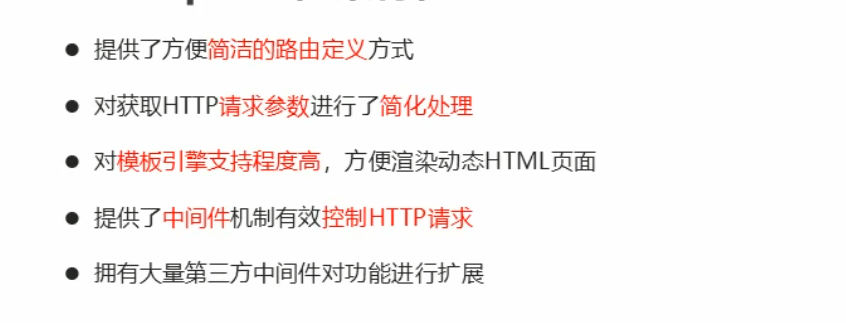 提供了方便简洁的路由定义方式
对获取HTTP请求参数进行了简化处理
对模板引擎支持程度高，方便渲染动态HTML页面
提供了中间件机制有效控制HTTP请求
拥有大量第三方中间件对功能进行扩展